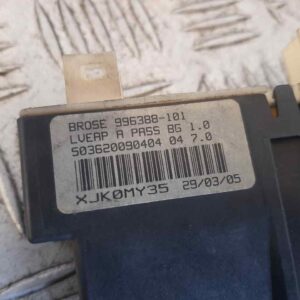 BROSE 996388-101
LVEAP A PASS BG 1.0
503620090404 04 7.0
XJK0MY35 29/03/05